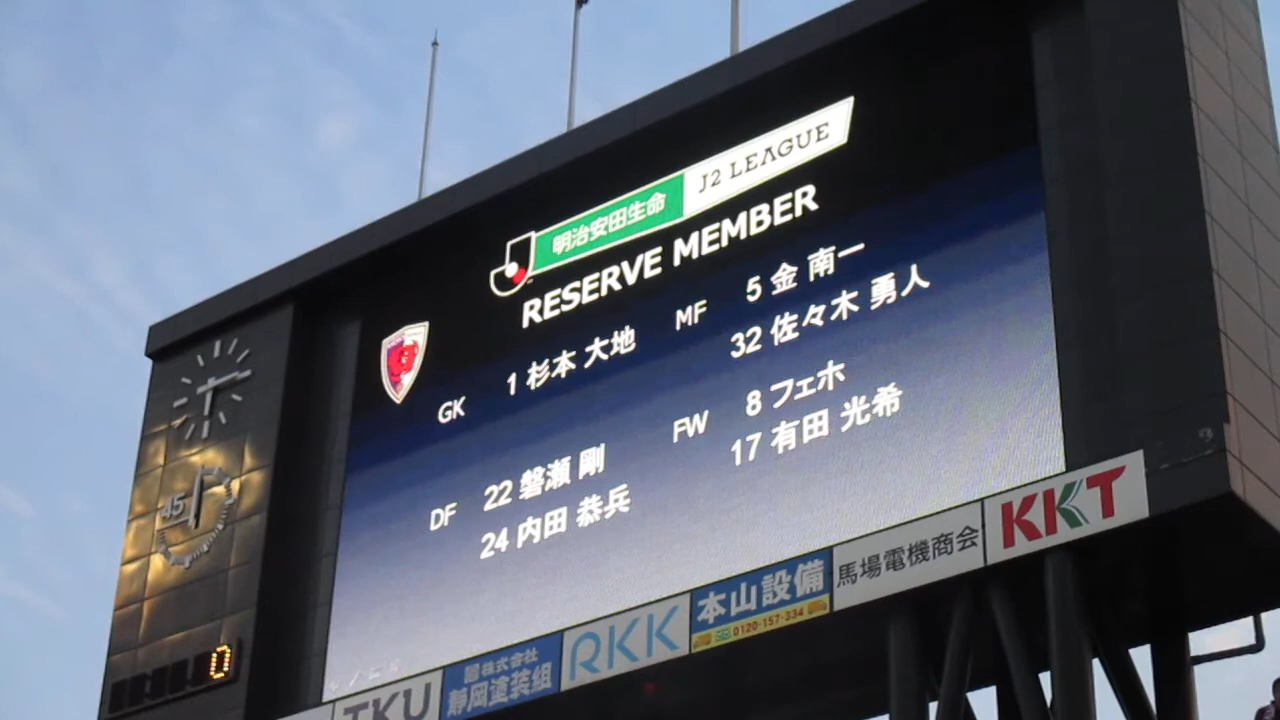 明治安田生命 J2 LEAGUE
RESERVE MEMBER
GK 1 杉本 大地
DF 22 磐瀬 剛
24 内田 恭兵
MF 5 金 南一
32 佐々木 勇人
FW 8 フェホ
17 有田 光希
45
0
TKU
株式会社
静岡塗装組
RKK
本山設備
0120-157-334
馬場電機商会
KKT